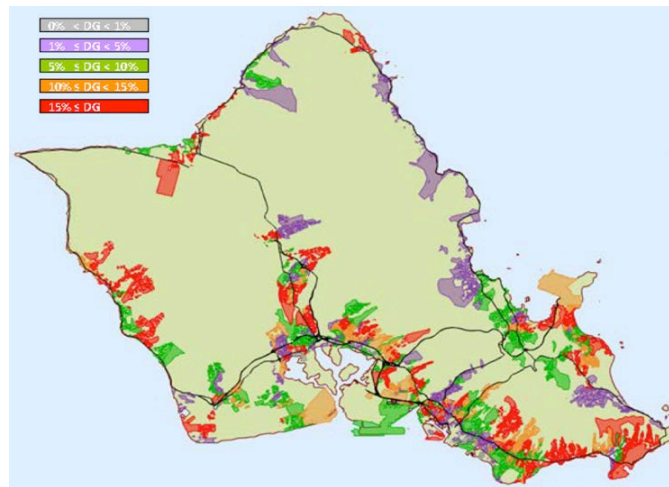 0% < DG < 1%
1% ≤ DG < 5%
5% ≤ DG < 10%
10% ≤ DG < 15%
15% ≤ DG